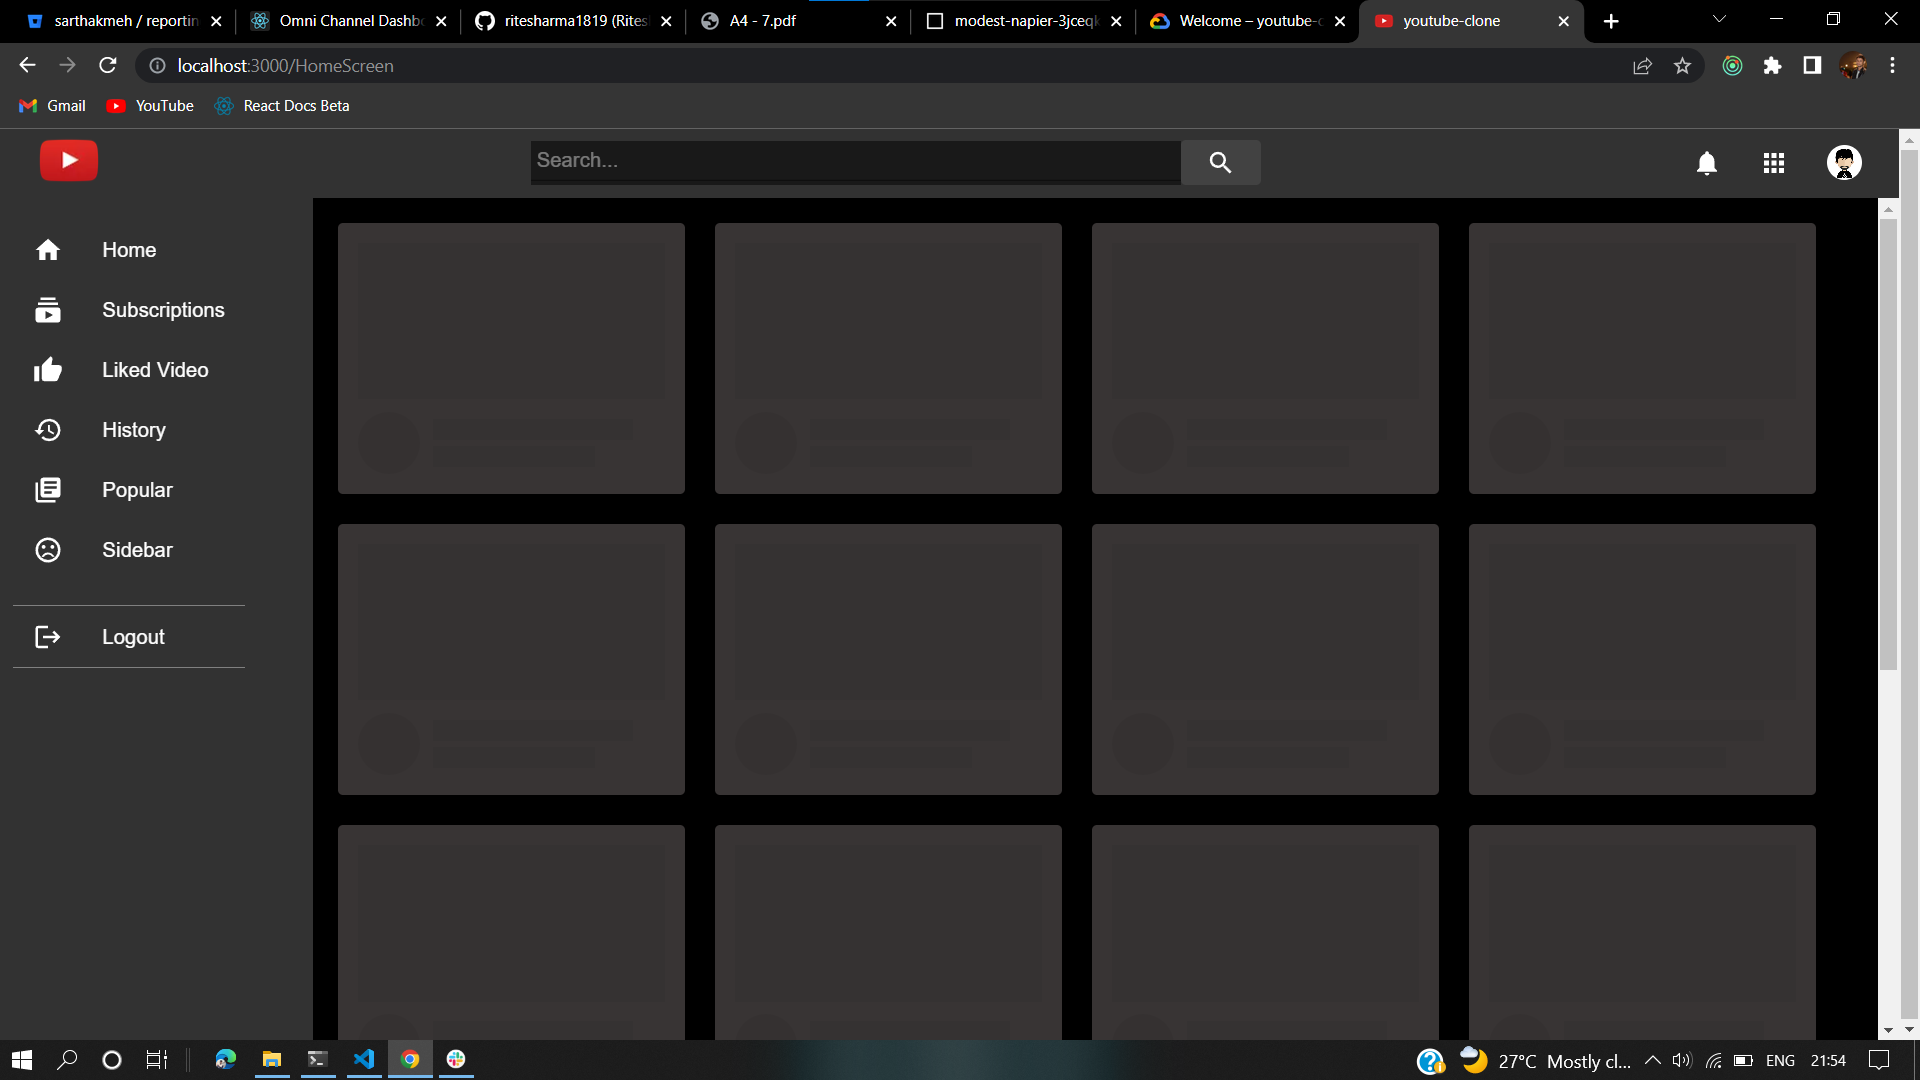 sarthakmeh / reportin
Omni Channel Dashbo
ritesharma1819 (Rites
A4 - 7.pdf
modest-napier-3jceqk
Welcome – youtube-c
youtube-clone
localhost:3000/HomeScreen
Gmail
YouTube
React Docs Beta
Search...
Home
Subscriptions
Liked Video
History
Popular
Sidebar
Logout
27°C Mostly cl...
ENG
21:54